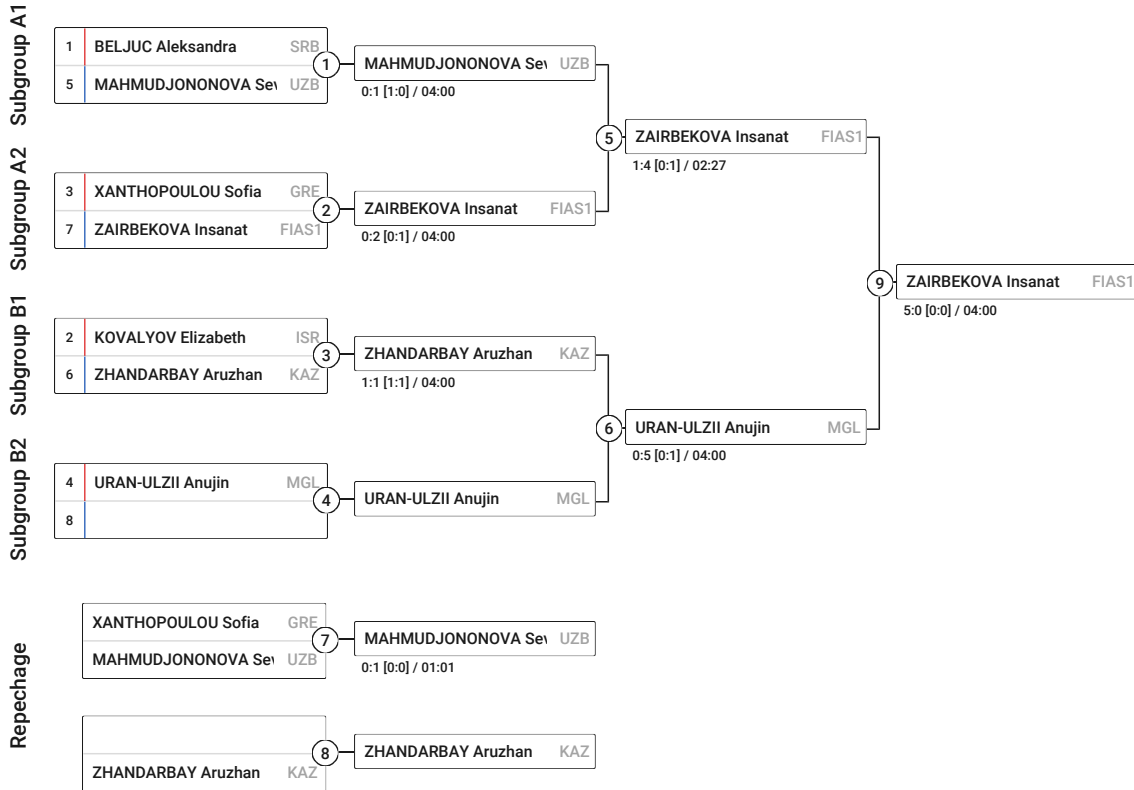 Subgroup A1
1 BELJUC Aleksandra SRB
5 MAHMUDJONONOVA Sev UZB
1
MAHMUDJONONOVA Sev UZB
0:1 [1:0] / 04:00
Subgroup A2
3 XANTHOPOULOU Sofia GRE
7 ZAIRBEKOVA Insanat FIAS1
2
ZAIRBEKOVA Insanat FIAS1
0:2 [0:1] / 04:00
5
ZAIRBEKOVA Insanat FIAS1
1:4 [0:1] / 02:27
Subgroup B1
2 KOVALYOV Elizabeth ISR
6 ZHANDARBAY Aruzhan KAZ
3
ZHANDARBAY Aruzhan KAZ
1:1 [1:1] / 04:00
Subgroup B2
4 URAN-ULZII Anujin MGL
8
4
URAN-ULZII Anujin MGL
6
URAN-ULZII Anujin MGL
0:5 [0:1] / 04:00
9
ZAIRBEKOVA Insanat FIAS1
5:0 [0:0] / 04:00
Repechage
XANTHOPOULOU Sofia GRE
MAHMUDJONONOVA Sev UZB
7
MAHMUDJONONOVA Sev UZB
0:1 [0:0] / 01:01
ZHANDARBAY Aruzhan KAZ
8
ZHANDARBAY Aruzhan KAZ